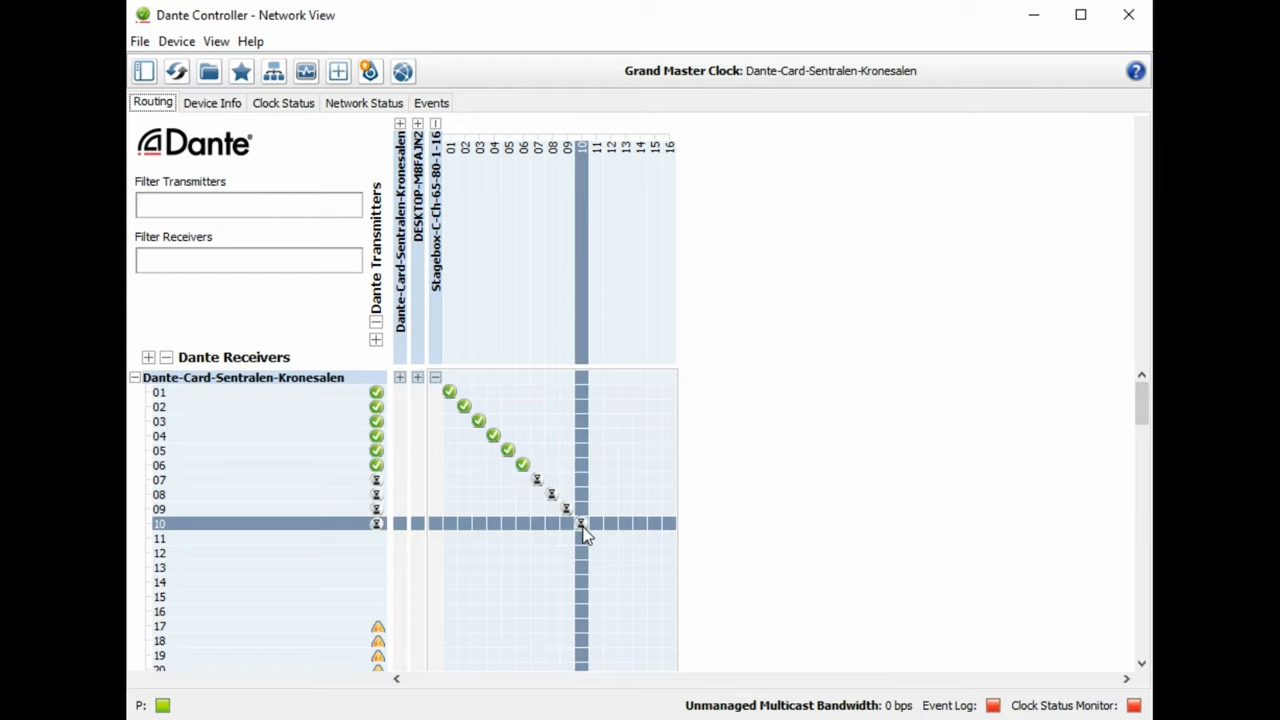 Dante Controller - Network View
File Device View Help
Grand Master Clock: Dante-Card-Sentralen-Kronesalen
?
Routing Device Info Clock Status Network Status Events
Dante®
Filter Transmitters
Filter Receivers
Dante Transmitters
Dante-Card-Sentralen-Kronesalen
DESKTOP-M8FAJN2
Stagebox-C-Ch-65-80-1-16
01 02 03 04 05 06 07 08 09 10 11 12 13 14 15 16
Dante Receivers
Dante-Card-Sentralen-Kronesalen
01
02
03
04
05
06
07
08
09
10
11
12
13
14
15
16
17
18
19
20
P: Unmanaged Multicast Bandwidth: 0 bps Event Log: Clock Status Monitor: